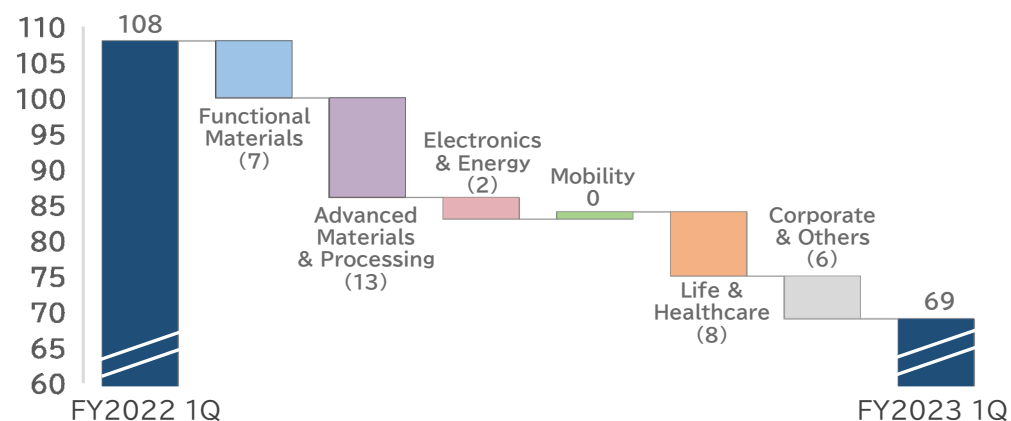 110
105
100
95
90
85
80
75
70
65
60
108
Functional
Materials
(7)
Advanced
Materials
& Processing
(13)
Electronics
& Energy
(2)
Mobility
0
Life &
Healthcare
(8)
Corporate
& Others
(6)
69
FY2022 1Q
FY2023 1Q